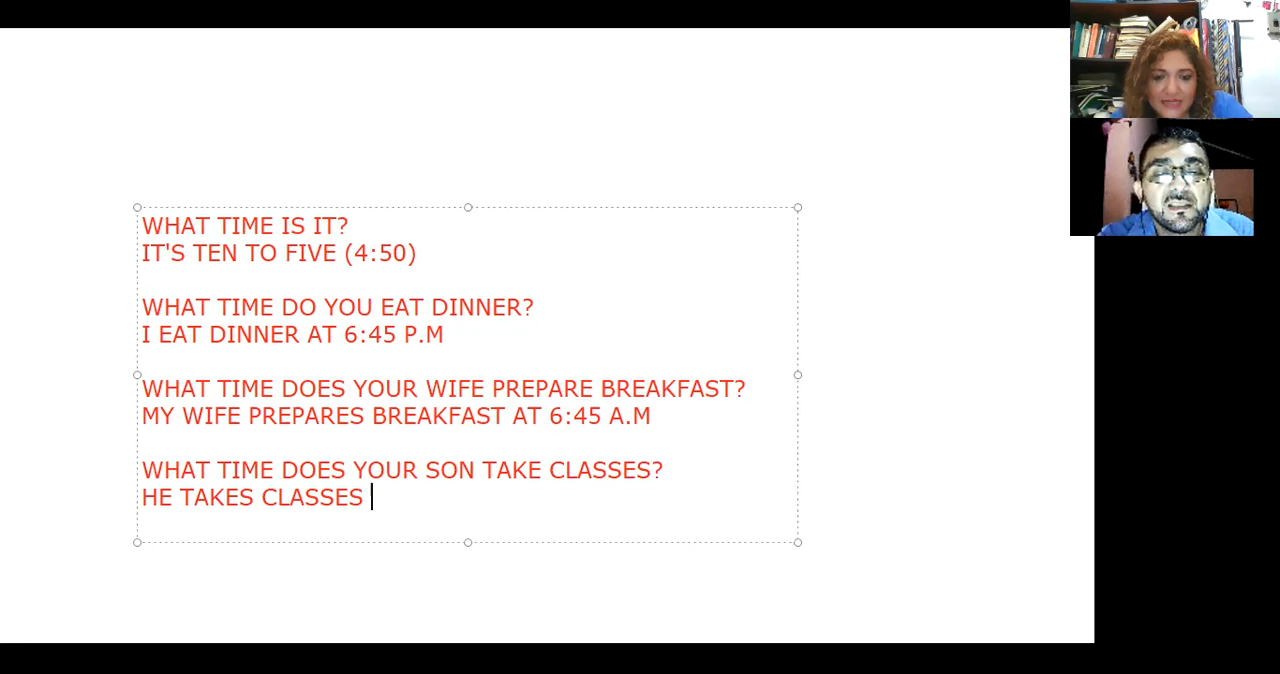 WHAT TIME IS IT?
IT'S TEN TO FIVE (4:50)
WHAT TIME DO YOU EAT DINNER?
I EAT DINNER AT 6:45 P.M
WHAT TIME DOES YOUR WIFE PREPARE BREAKFAST?
MY WIFE PREPARES BREAKFAST AT 6:45 A.M
WHAT TIME DOES YOUR SON TAKE CLASSES?
HE TAKES CLASSES